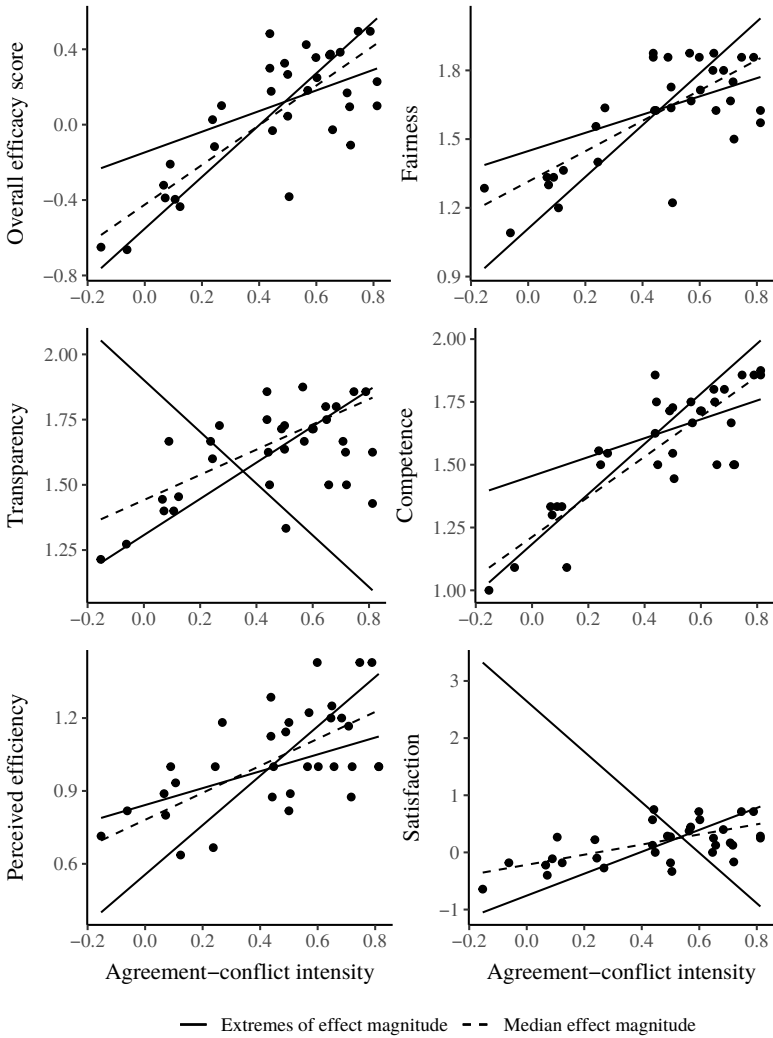 Overall efficacy score
0.4
0.0
−0.4
−0.8
−0.2 0.0 0.2 0.4 0.6 0.8
Fairness
1.8
1.5
1.2
0.9
−0.2 0.0 0.2 0.4 0.6 0.8
Transparency
2.00
1.75
1.50
1.25
−0.2 0.0 0.2 0.4 0.6 0.8
Competence
2.00
1.75
1.50
1.25
1.00
−0.2 0.0 0.2 0.4 0.6 0.8
Perceived efficiency
1.2
0.9
0.6
−0.2 0.0 0.2 0.4 0.6 0.8
Agreement−conflict intensity
Satisfaction
3
2
1
0
−1
−0.2 0.0 0.2 0.4 0.6 0.8
Agreement−conflict intensity
Extremes of effect magnitude Median effect magnitude